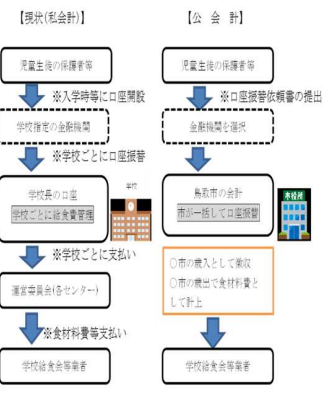 【現状(私会計)】
児童生徒の保護者等
※入学時等に口座開設
学校指定の金融機関
※学校ごとに口座振替
学校長の口座
学校ごとに給食費管理
学校
※学校ごとに支払い
運営委員会(各センター)
※食材料費等支払い
学校給食会等業者
【公 会 計】
児童生徒の保護者等
※口座振替依頼書の提出
金融機関を選択
鳥取市の会計
市が一括して口座振替
市役所
○市の歳入として徴収
○市の歳出で食材料費と
して計上
学校給食会等業者